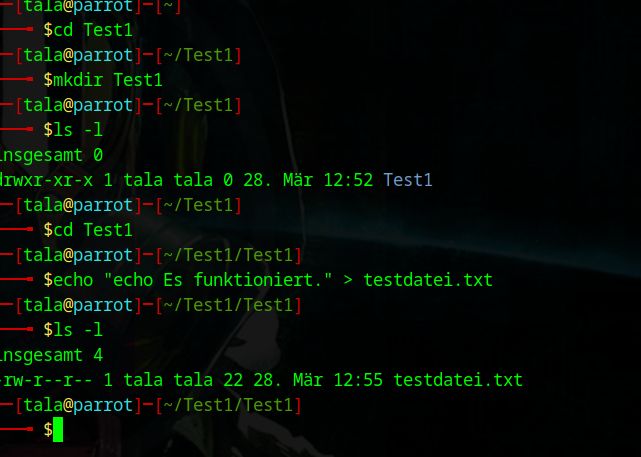 ─[tala@parrot]─[~]
──╼ $cd Test1
─[tala@parrot]─[~/Test1]
──╼ $mkdir Test1
─[tala@parrot]─[~/Test1]
──╼ $ls -l
insgesamt 0
drwxr-xr-x 1 tala tala 0 28. Mär 12:52 Test1
─[tala@parrot]─[~/Test1]
──╼ $cd Test1
─[tala@parrot]─[~/Test1/Test1]
──╼ $echo "echo Es funktioniert." > testdatei.txt
─[tala@parrot]─[~/Test1/Test1]
──╼ $ls -l
insgesamt 4
-rw-r--r-- 1 tala tala 22 28. Mär 12:55 testdatei.txt
─[tala@parrot]─[~/Test1/Test1]
──╼ $